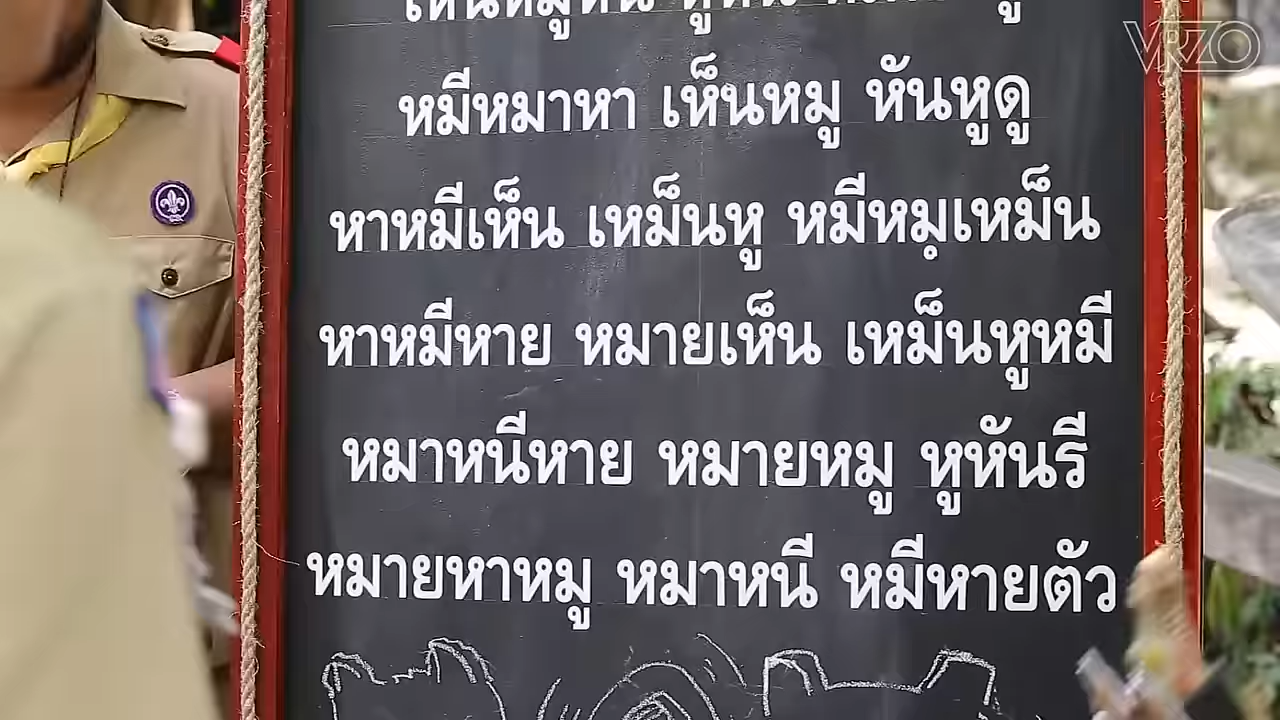 VRZO
หมีหมาหา เห็นหมู หันหูดู
หาหมีเห็น เหม็นหู หมีหมฺเหม็น
หาหมีหาย หมายเห็น เหม็นหูหมี
หมาหนีหาย หมายหมู หูหันรี
หมายหาหมู หมาหนี หมีหายตัว